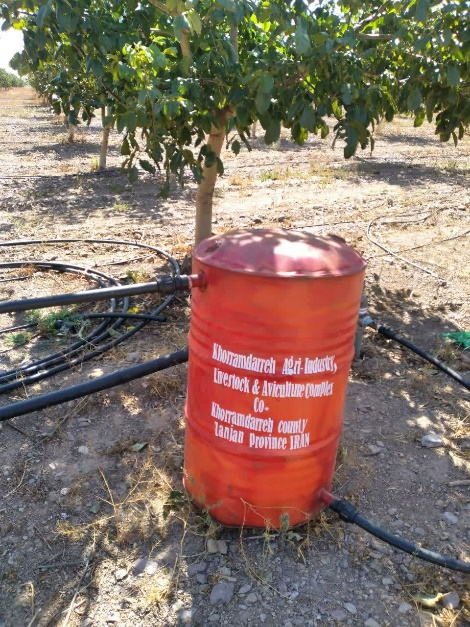 Khorramdarreh Agri-Industry,
Livestock & Aviculture Complex
Co-
Khorramdarreh county
Zanjan province IRAN